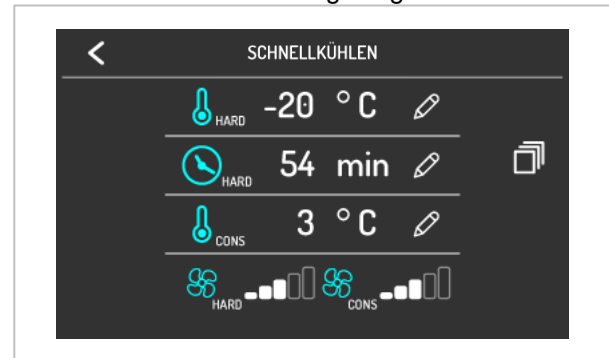 SCHNELLKÜHLEN
HARD -20 °C
HARD 54 min
CONS 3 °C
HARD CONS